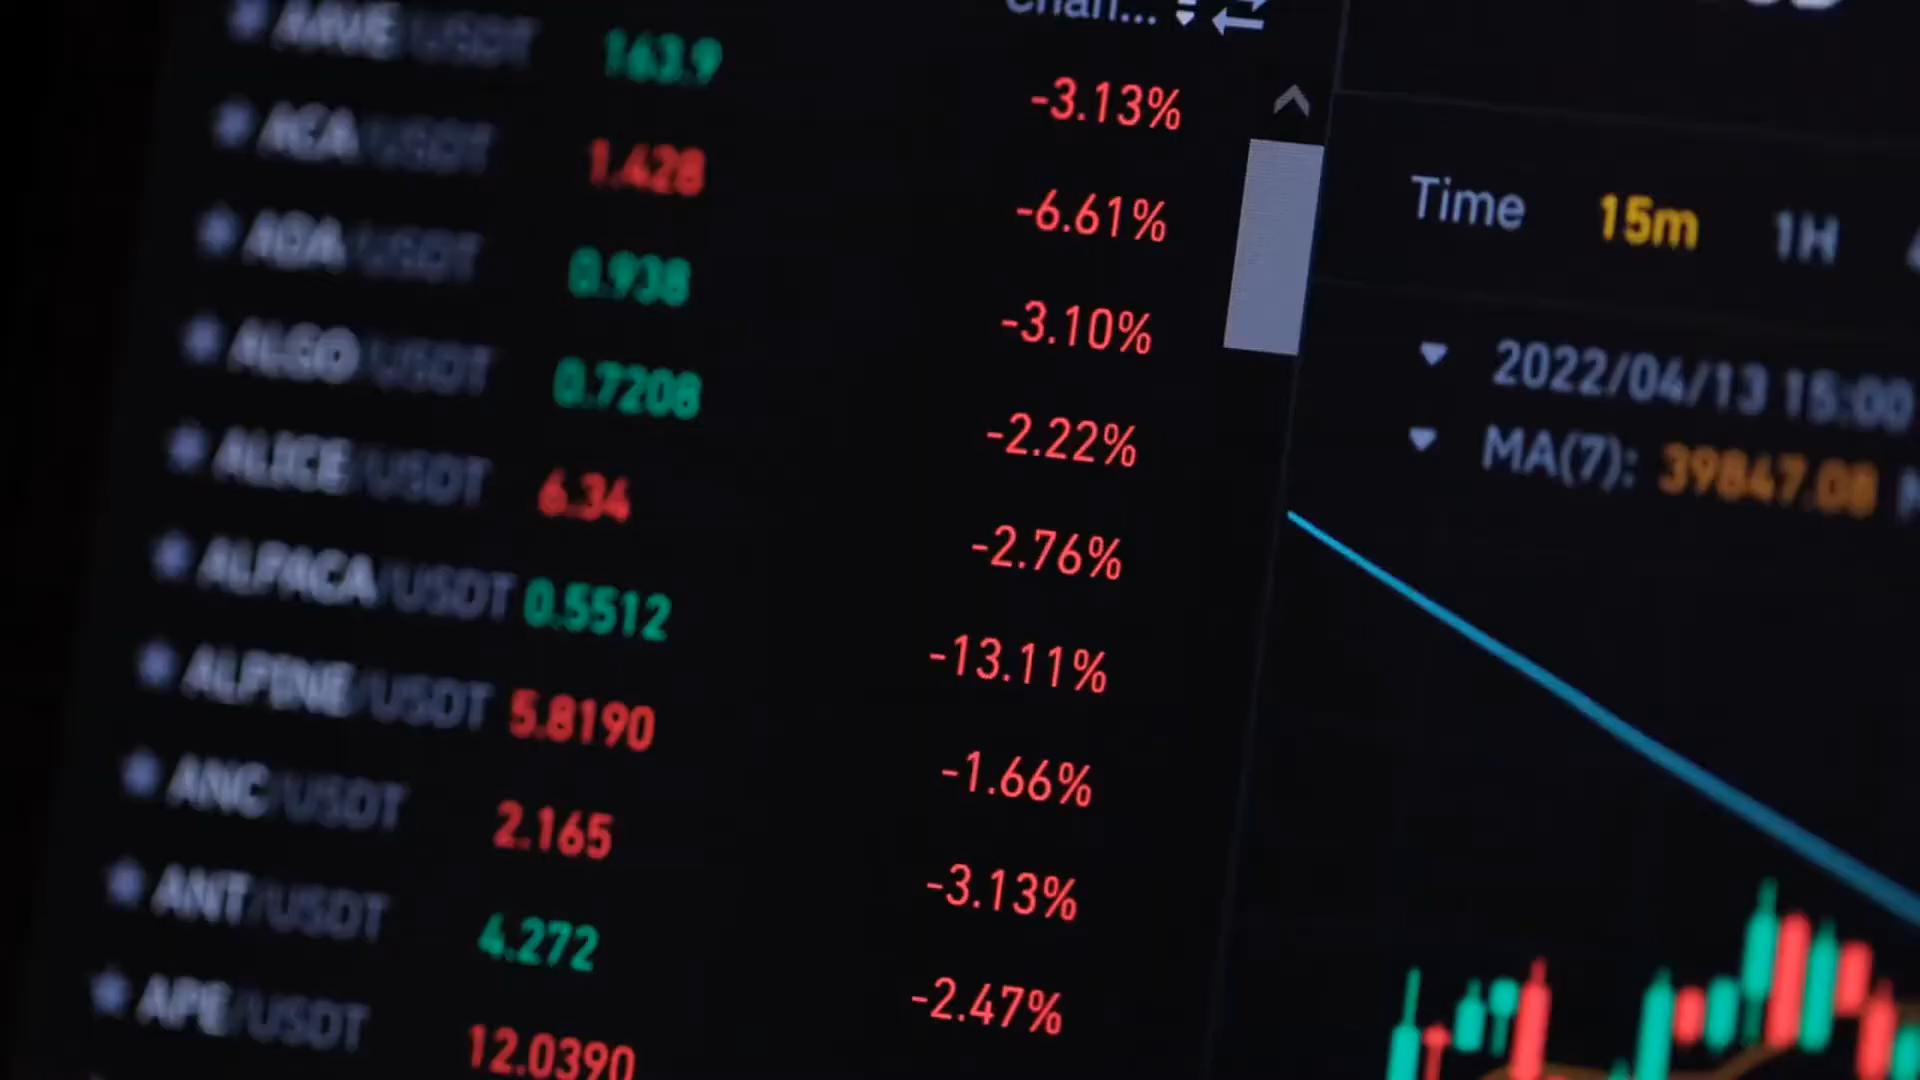 Chan...
AAVE/USDT 163.9 -3.13%
ACA/USDT 1.428 -6.61%
ADA/USDT 0.938 -3.10%
ALGO/USDT 0.7208 -2.22%
ALICE/USDT 6.34 -2.76%
ALPACA/USDT 0.5512 -13.11%
ALPINE/USDT 5.8190 -1.66%
ANC/USDT 2.165 -3.13%
ANT/USDT 4.272 -2.47%
APE/USDT 12.0390
Time 15m 1H
2022/04/13 15:00
MA(7): 39847.08